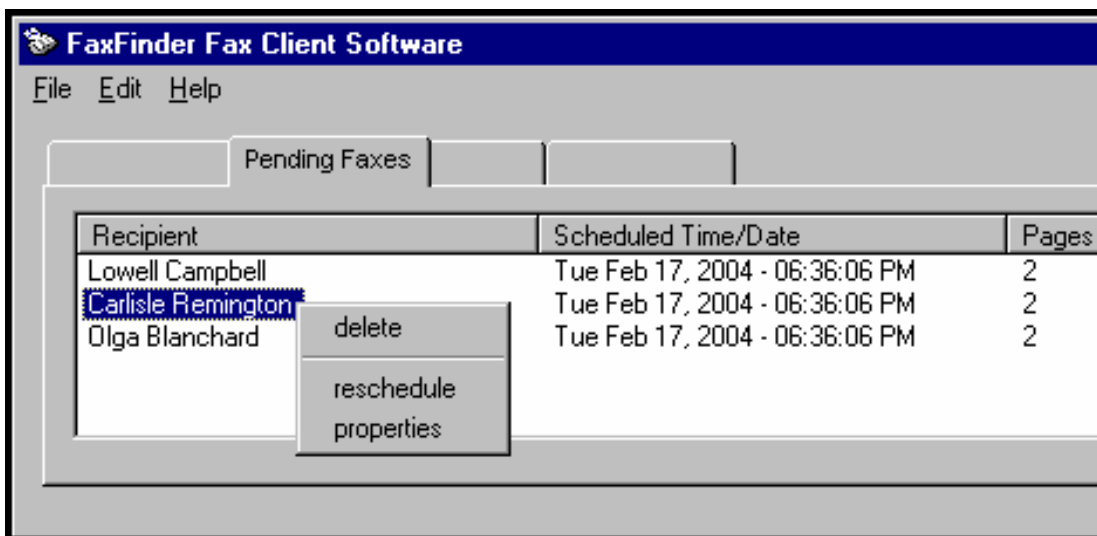 FaxFinder Fax Client Software
File Edit Help
Pending Faxes
Recipient Scheduled Time/Date Pages
Lowell Campbell Tue Feb 17, 2004 - 06:36:06 PM 2
Carlisle Remington Tue Feb 17, 2004 - 06:36:06 PM 2
Olga Blanchard Tue Feb 17, 2004 - 06:36:06 PM 2
delete
reschedule
properties